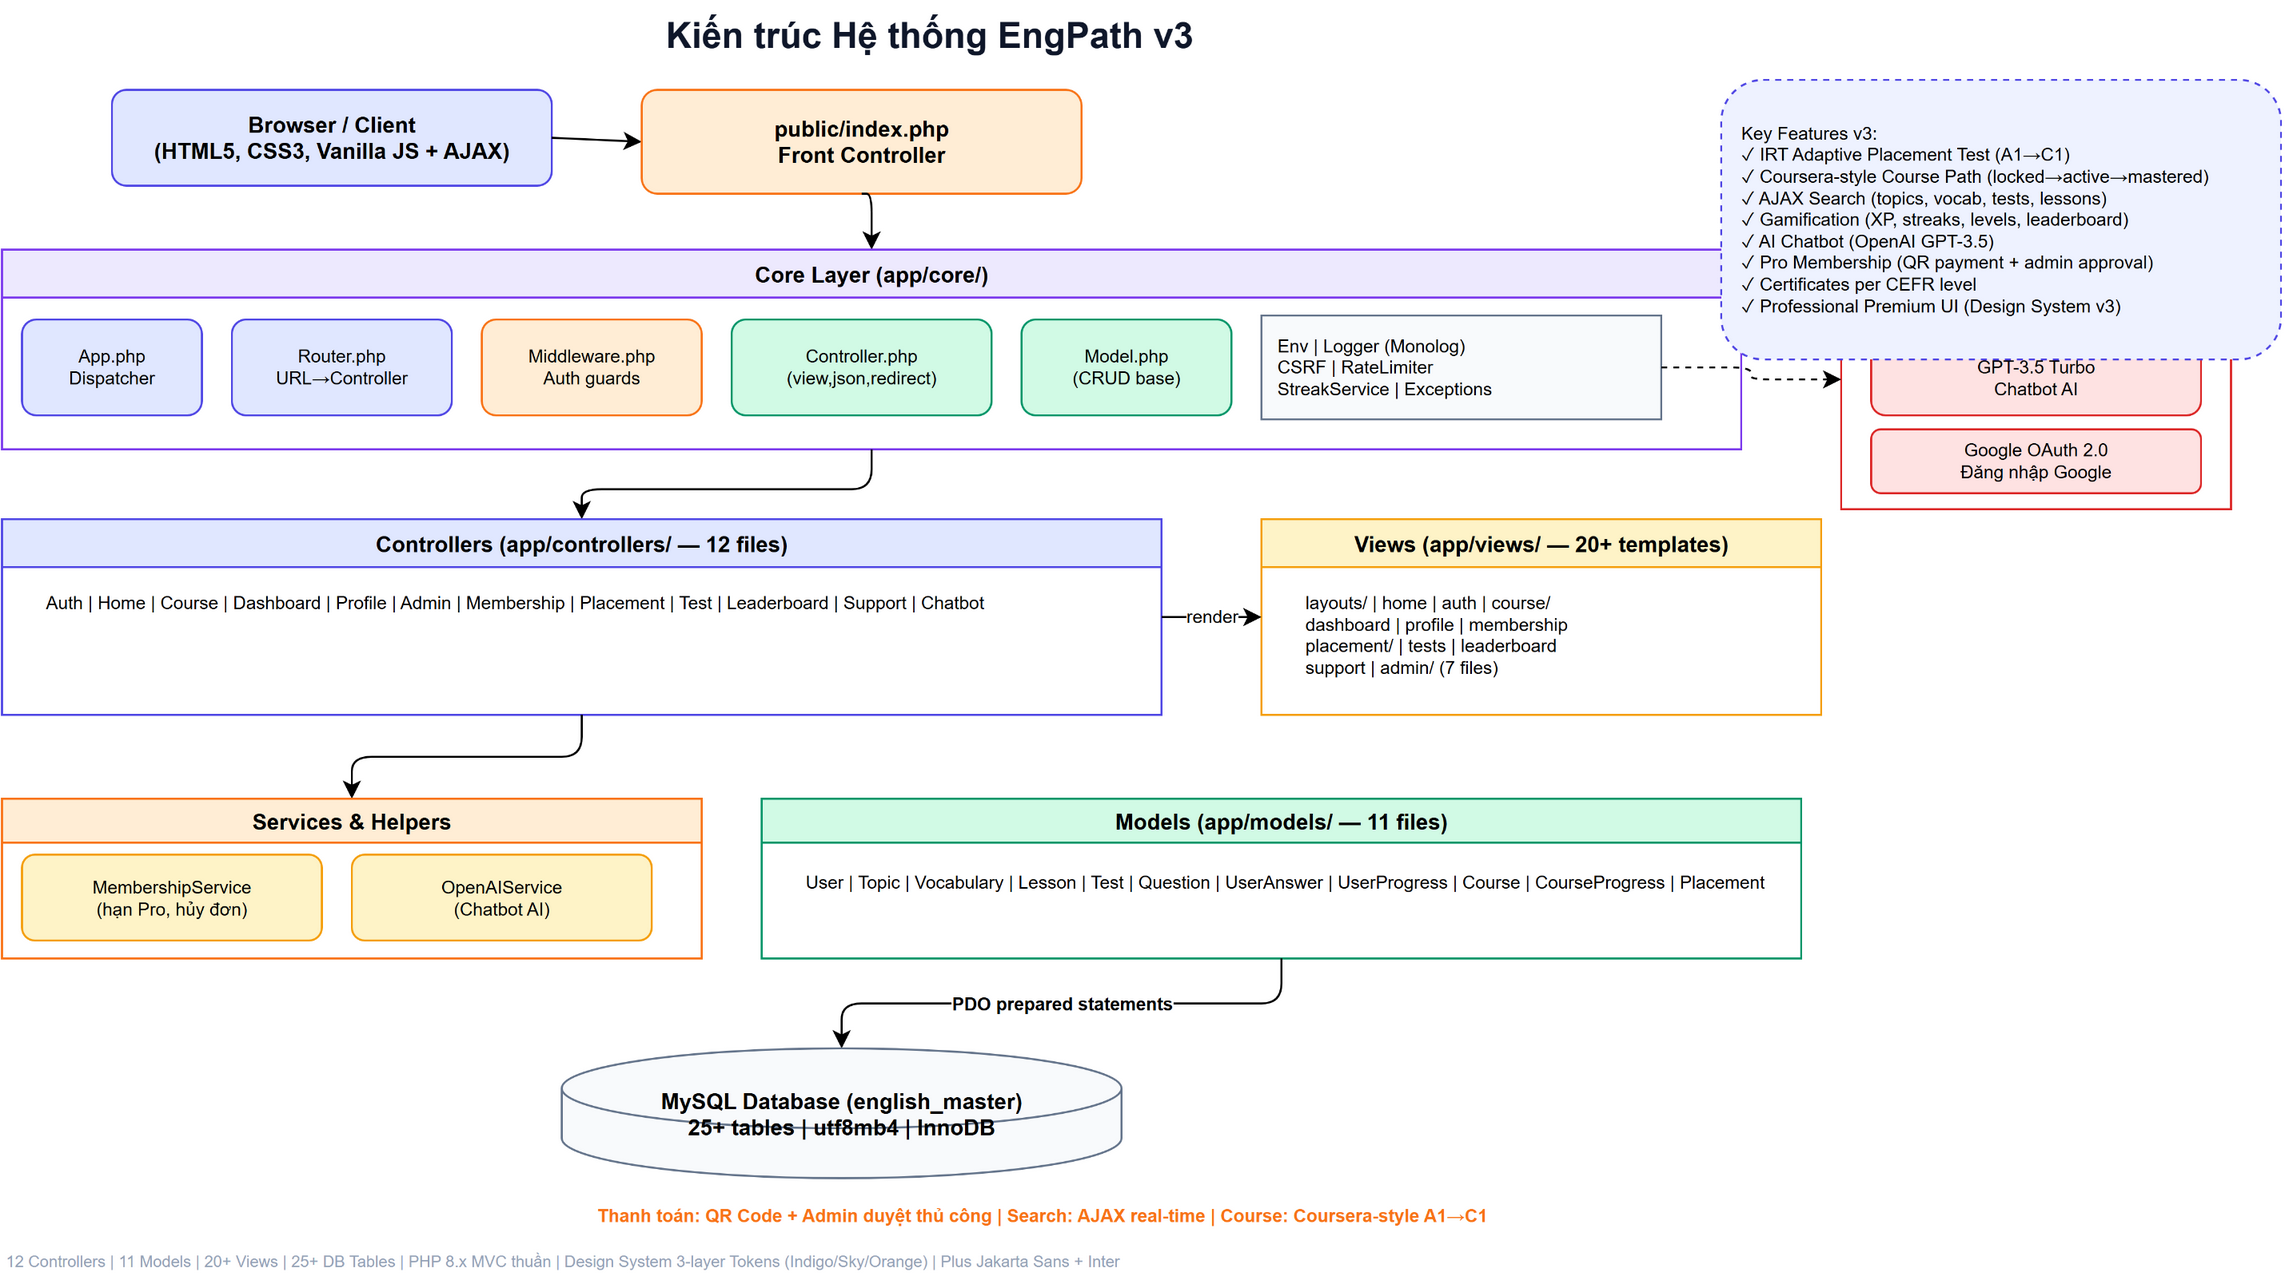 Kiến trúc Hệ thống EngPath v3
Browser / Client
(HTML5, CSS3, Vanilla JS + AJAX)
public/index.php
Front Controller
Key Features v3:
✓ IRT Adaptive Placement Test (A1→C1)
✓ Coursera-style Course Path (locked→active→mastered)
✓ AJAX Search (topics, vocab, tests, lessons)
✓ Gamification (XP, streaks, levels, leaderboard)
✓ AI Chatbot (OpenAI GPT-3.5)
✓ Pro Membership (QR payment + admin approval)
✓ Certificates per CEFR level
✓ Professional Premium UI (Design System v3)
Core Layer (app/core/)
App.php
Dispatcher
Router.php
URL→Controller
Middleware.php
Auth guards
Controller.php
(view,json,redirect)
Model.php
(CRUD base)
Env | Logger (Monolog)
CSRF | RateLimiter
StreakService | Exceptions
GPT-3.5 Turbo
Chatbot AI
Google OAuth 2.0
Đăng nhập Google
Controllers (app/controllers/ — 12 files)
Auth | Home | Course | Dashboard | Profile | Admin | Membership | Placement | Test | Leaderboard | Support | Chatbot
render
Views (app/views/ — 20+ templates)
layouts/ | home | auth | course/
dashboard | profile | membership
placement/ | tests | leaderboard
support | admin/ (7 files)
Services & Helpers
MembershipService
(hạn Pro, hủy đơn)
OpenAIService
(Chatbot AI)
Models (app/models/ — 11 files)
User | Topic | Vocabulary | Lesson | Test | Question | UserAnswer | UserProgress | Course | CourseProgress | Placement
PDO prepared statements
MySQL Database (english_master)
25+ tables | utf8mb4 | InnoDB
Thanh toán: QR Code + Admin duyệt thủ công | Search: AJAX real-time | Course: Coursera-style A1→C1
12 Controllers | 11 Models | 20+ Views | 25+ DB Tables | PHP 8.x MVC thuần | Design System 3-layer Tokens (Indigo/Sky/Orange) | Plus Jakarta Sans + Inter